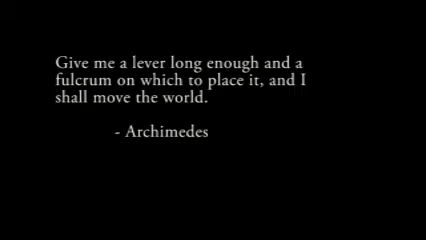 Give me a lever long enough and a
fulcrum on which to place it, and I
shall move the world.
- Archimedes